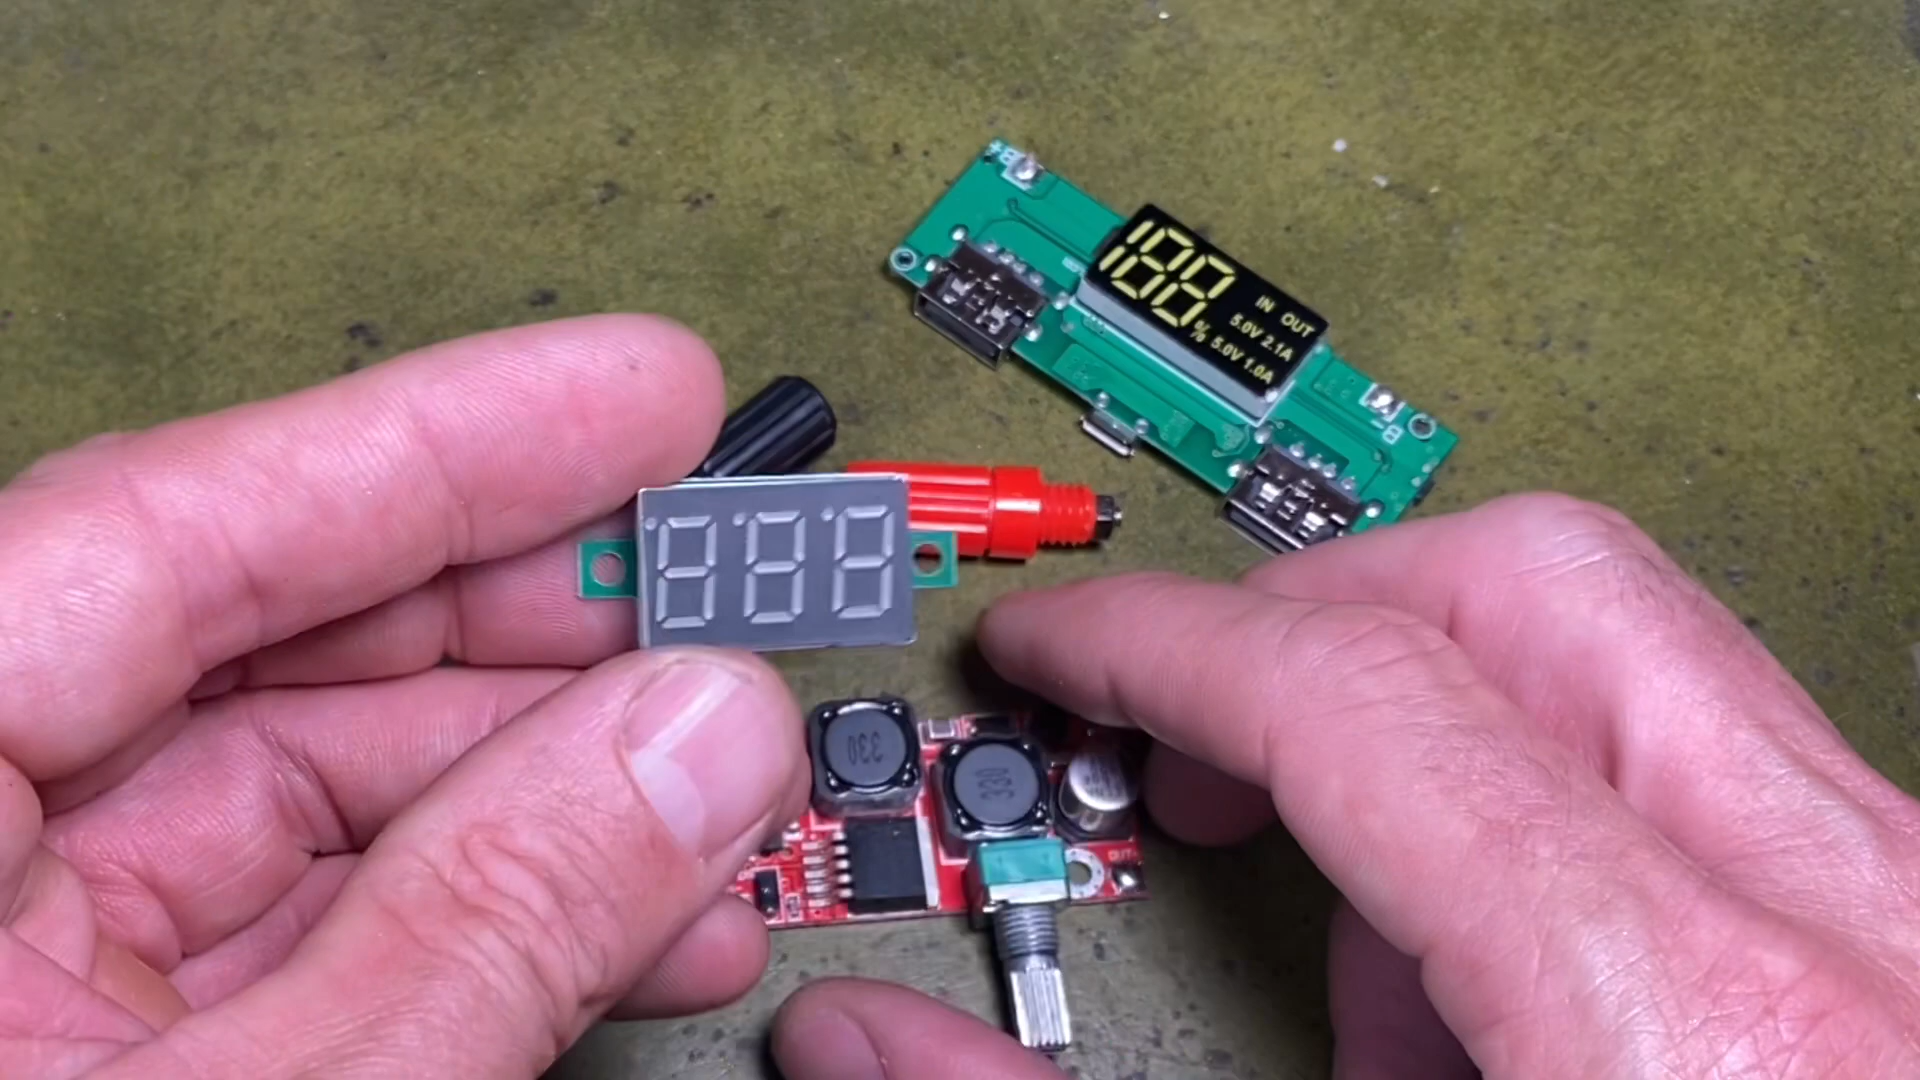 B+
188
%
IN OUT
5.0V 2.1A
5.0V 1.0A
B-
330
330
OUT-